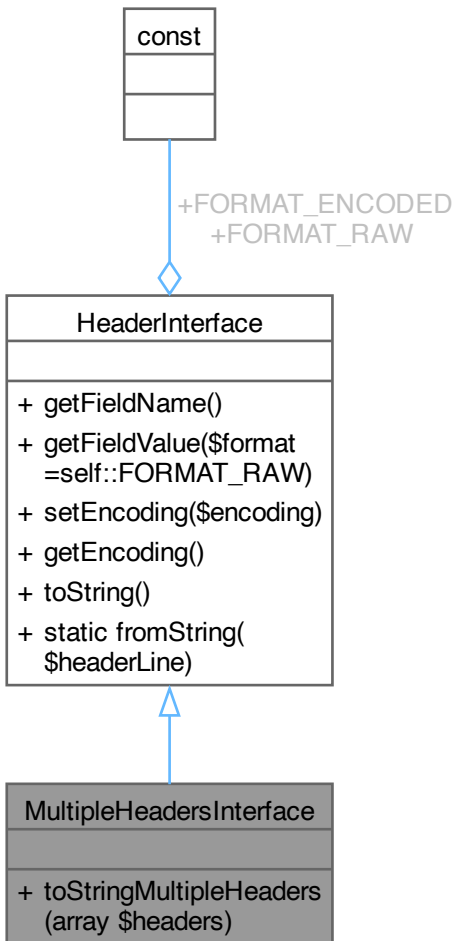 const
+FORMAT_ENCODED
+FORMAT_RAW
HeaderInterface
+ getFieldName()
+ getFieldValue($format
=self::FORMAT_RAW)
+ setEncoding($encoding)
+ getEncoding()
+ toString()
+ static fromString(
$headerLine)
MultipleHeadersInterface
+ toStringMultipleHeaders
(array $headers)